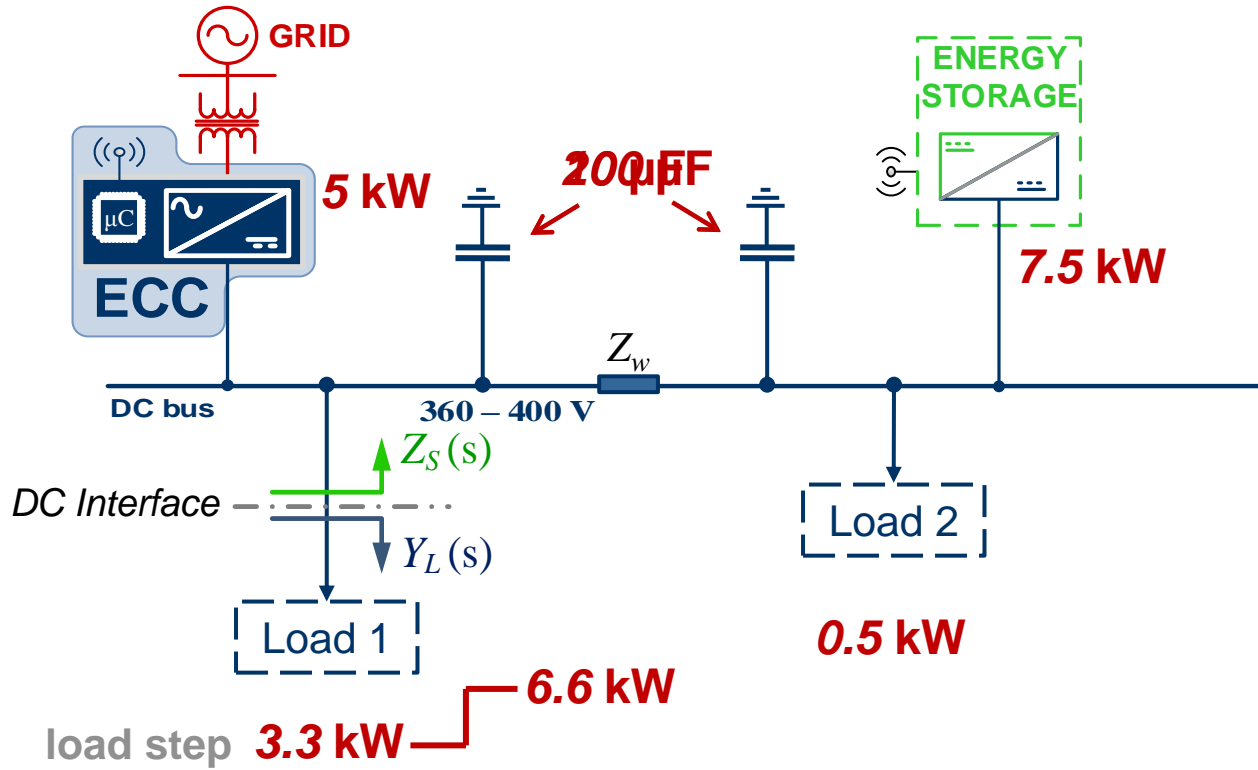 GRID
ENERGY
STORAGE
5 kW
µC
ECC
7.5 kW
Z_w
DC bus
360 – 400 V
Z_S (s)
DC Interface
Y_L (s)
Load 2
Load 1
0.5 kW
6.6 kW
load step 3.3 kW